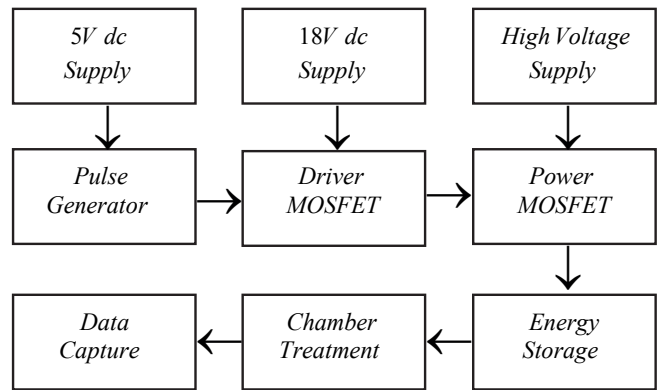 5V dc
Supply
18V dc
Supply
High Voltage
Supply
Pulse
Generator
Driver
MOSFET
Power
MOSFET
Data
Capture
Chamber
Treatment
Energy
Storage